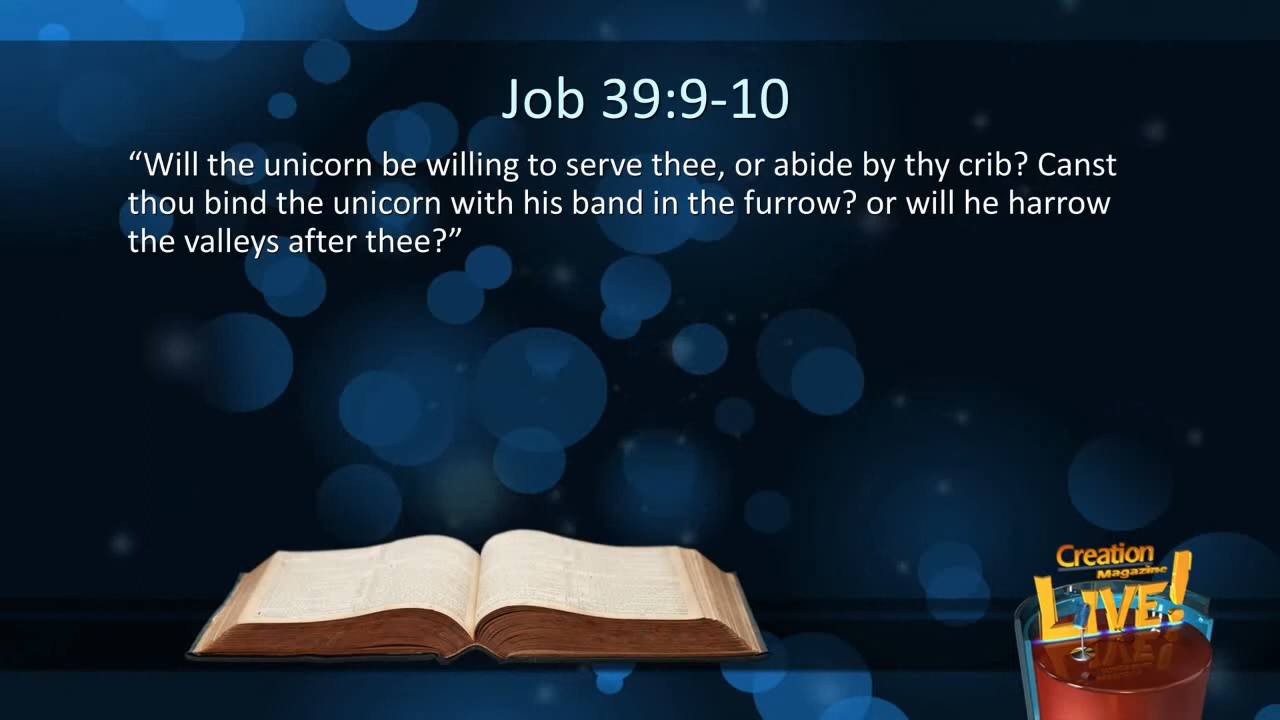 Job 39:9-10
“Will the unicorn be willing to serve thee, or abide by thy crib? Canst
thou bind the unicorn with his band in the furrow? or will he harrow
the valleys after thee?”
Creation
Magazine
LIVE!